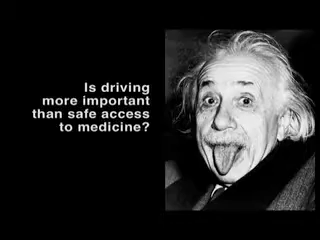 Is driving
more important
than safe access
to medicine?